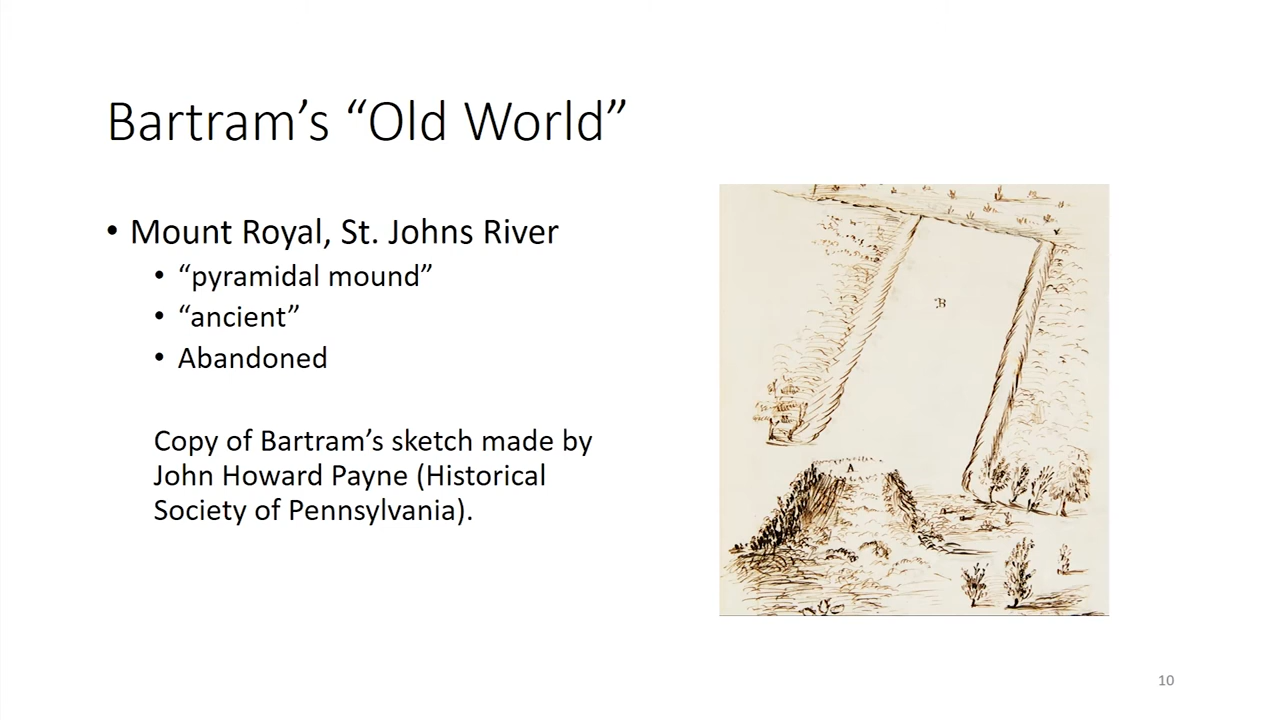 Bartram’s “Old World”
• Mount Royal, St. Johns River
• “pyramidal mound”
• “ancient”
• Abandoned
Copy of Bartram’s sketch made by
John Howard Payne (Historical
Society of Pennsylvania).
B
A
10